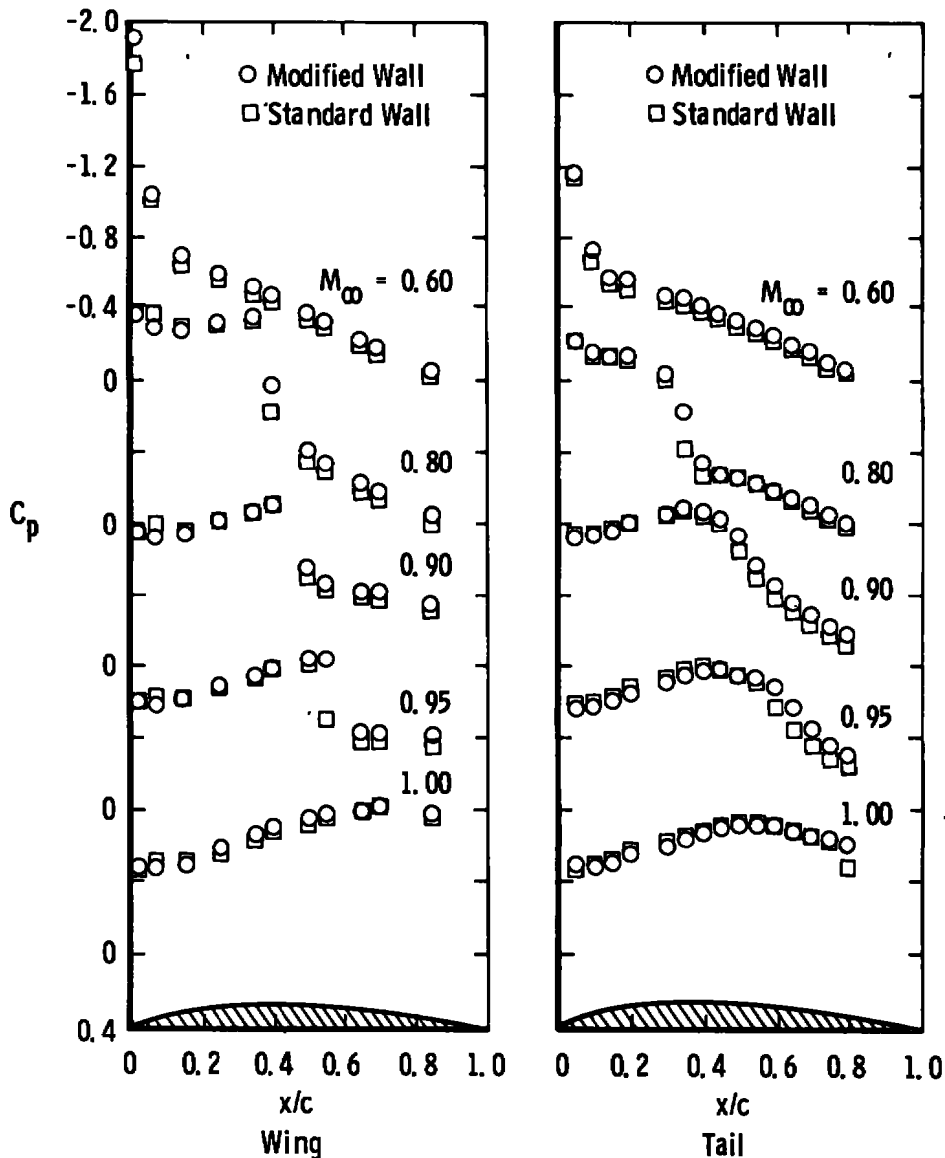 -2.0
-1.6
-1.2
-0.8
-0.4
0
0
0
0
0
0.4
C_p
○ Modified Wall
□ Standard Wall
M∞ = 0.60
0.80
0.90
0.95
1.00
0 0.2 0.4 0.6 0.8 1.0
x/c
Wing
○ Modified Wall
□ Standard Wall
M∞ = 0.60
0.80
0.90
0.95
1.00
0 0.2 0.4 0.6 0.8 1.0
x/c
Tail